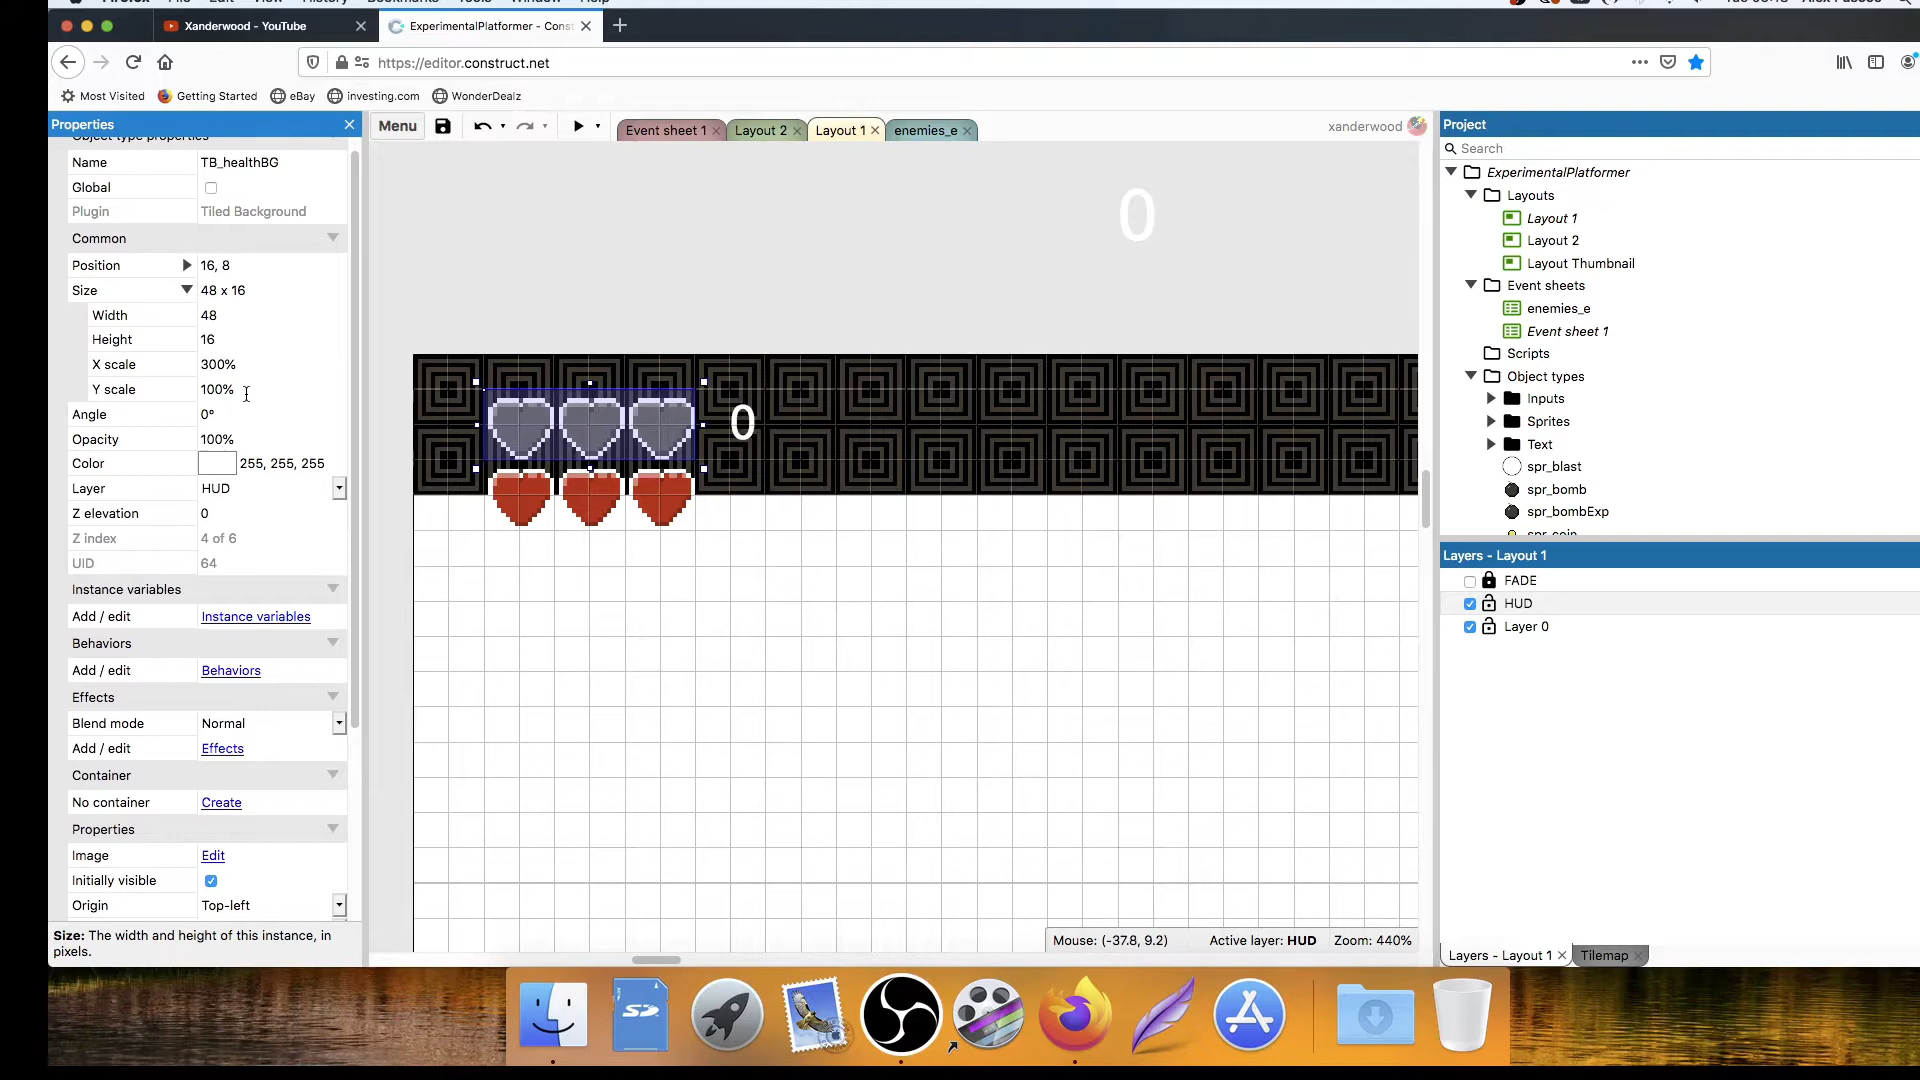 Xanderwood - YouTube
ExperimentalPlatformer - Const
https://editor.construct.net
Most Visited
Getting Started
eBay
investing.com
WonderDealz
Properties
Menu
Event sheet 1
Layout 2
Layout 1
enemies_e
xanderwood
Project
Object type properties
Name
TB_healthBG
Global
Plugin
Tiled Background
Common
Position
16, 8
Size
48 x 16
Width
48
Height
16
X scale
300%
Y scale
100%
Angle
0°
Opacity
100%
Color
255, 255, 255
Layer
HUD
Z elevation
0
Z index
4 of 6
UID
64
Instance variables
Add / edit
Instance variables
Behaviors
Add / edit
Behaviors
Effects
Blend mode
Normal
Add / edit
Effects
Container
No container
Create
Properties
Image
Edit
Initially visible
Origin
Top-left
Size: The width and height of this instance, in
pixels.
0
0
Mouse: (-37.8, 9.2)
Active layer: HUD
Zoom: 440%
Search
ExperimentalPlatformer
Layouts
Layout 1
Layout 2
Layout Thumbnail
Event sheets
enemies_e
Event sheet 1
Scripts
Object types
Inputs
Sprites
Text
spr_blast
spr_bomb
spr_bombExp
spr_coin
Layers - Layout 1
FADE
HUD
Layer 0
Layers - Layout 1
Tilemap